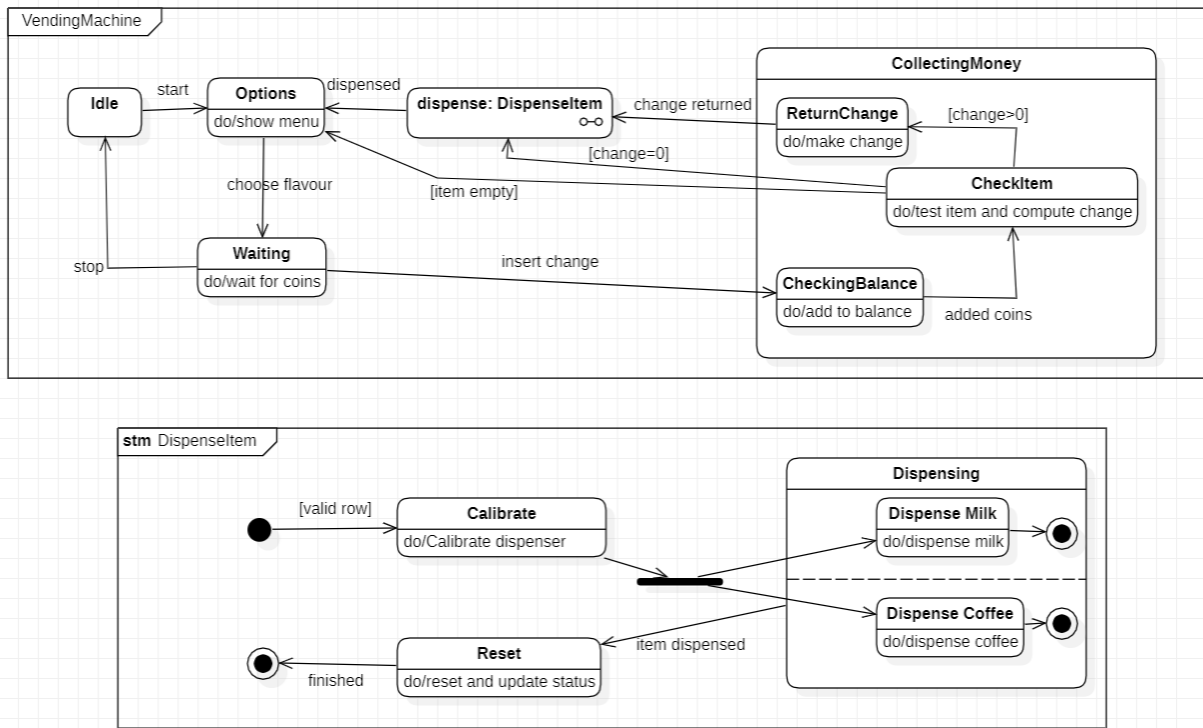 VendingMachine
CollectingMoney
Idle
start
Options
do/show menu
dispensed
dispense: DispenseItem
change returned
ReturnChange
do/make change
[change>0]
[change=0]
[item empty]
CheckItem
do/test item and compute change
choose flavour
Waiting
do/wait for coins
stop
insert change
CheckingBalance
do/add to balance
added coins
stm DispenseItem
Dispensing
[valid row]
Calibrate
do/Calibrate dispenser
Dispense Milk
do/dispense milk
Dispense Coffee
do/dispense coffee
item dispensed
Reset
do/reset and update status
finished